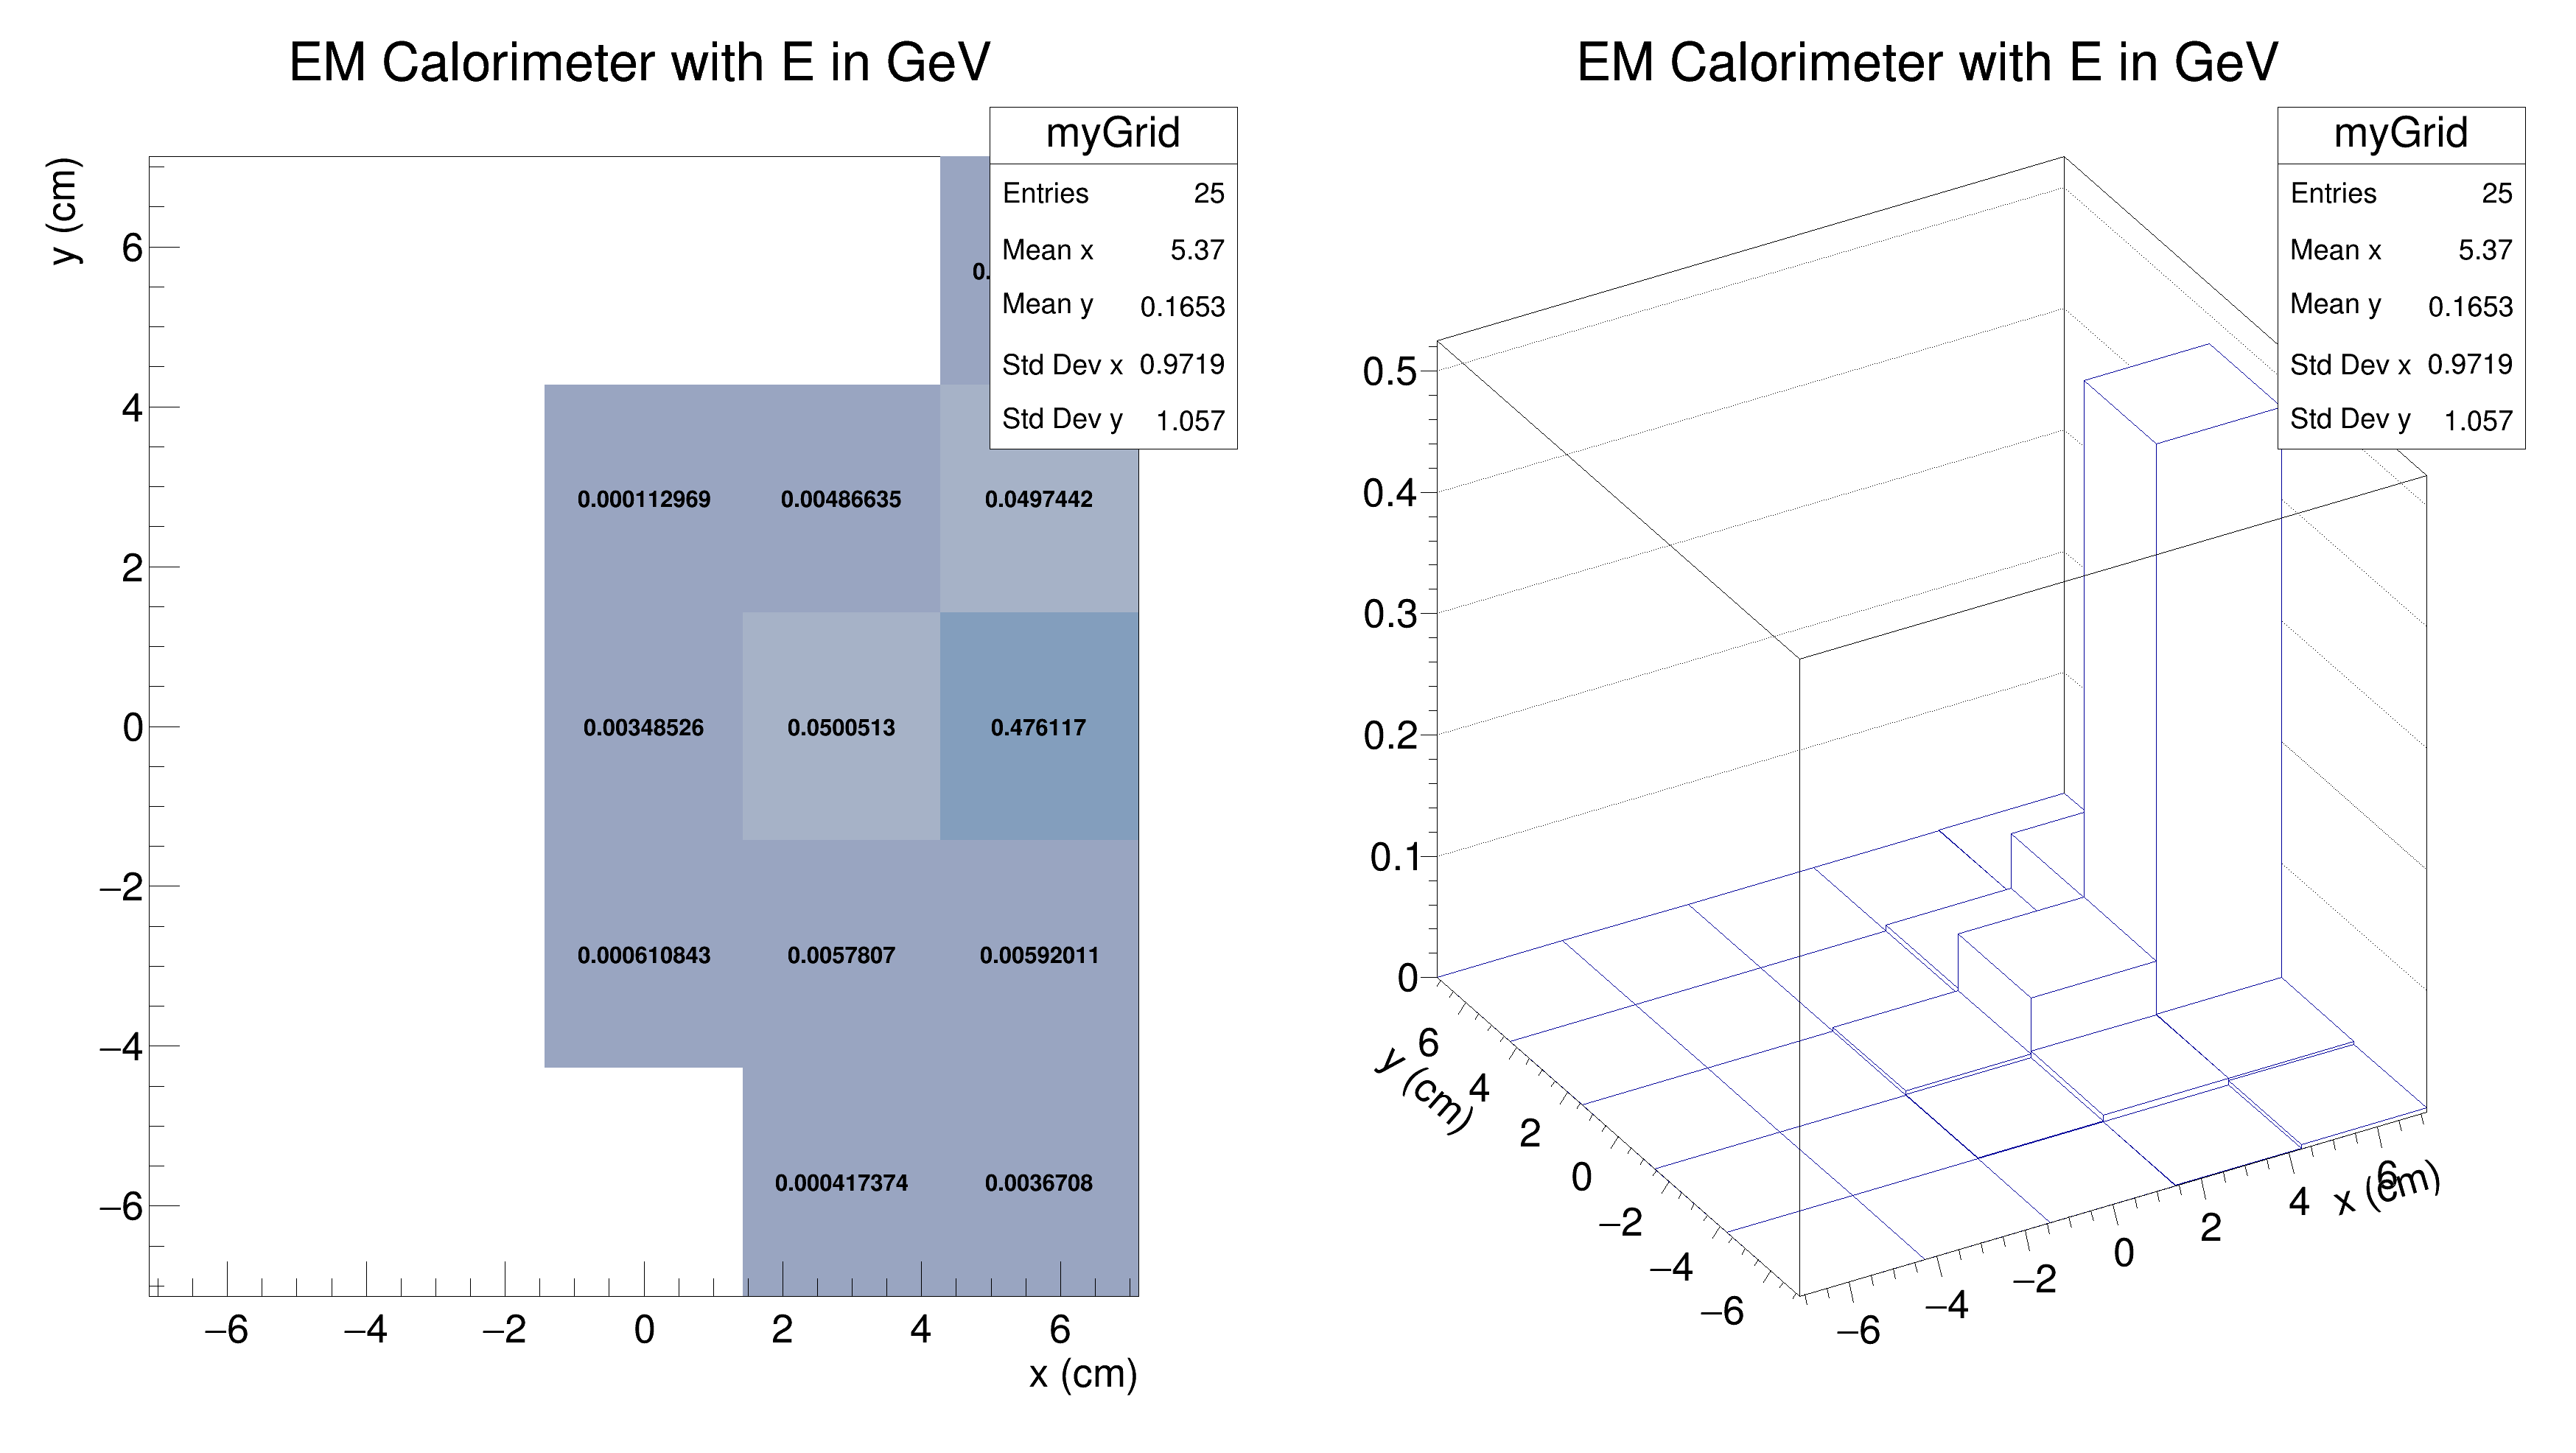 EM Calorimeter with E in GeV
myGrid
Entries 25
Mean x 5.37
Mean y 0.1653
Std Dev x 0.9719
Std Dev y 1.057
y (cm)
6
4
2
0
−2
−4
−6
0.
0.000112969 0.00486635 0.0497442
0.00348526 0.0500513 0.476117
0.000610843 0.0057807 0.00592011
0.000417374 0.0036708
−6 −4 −2 0 2 4 6
x (cm)
EM Calorimeter with E in GeV
myGrid
Entries 25
Mean x 5.37
Mean y 0.1653
Std Dev x 0.9719
Std Dev y 1.057
0.5
0.4
0.3
0.2
0.1
0
6
4
2
0
−2
−4
−6
y (cm)
−6 −4 −2 0 2 4 6
x (cm)